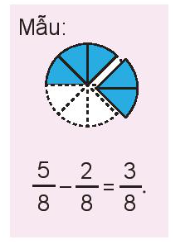 Mẫu:
5/8 − 2/8 = 3/8.